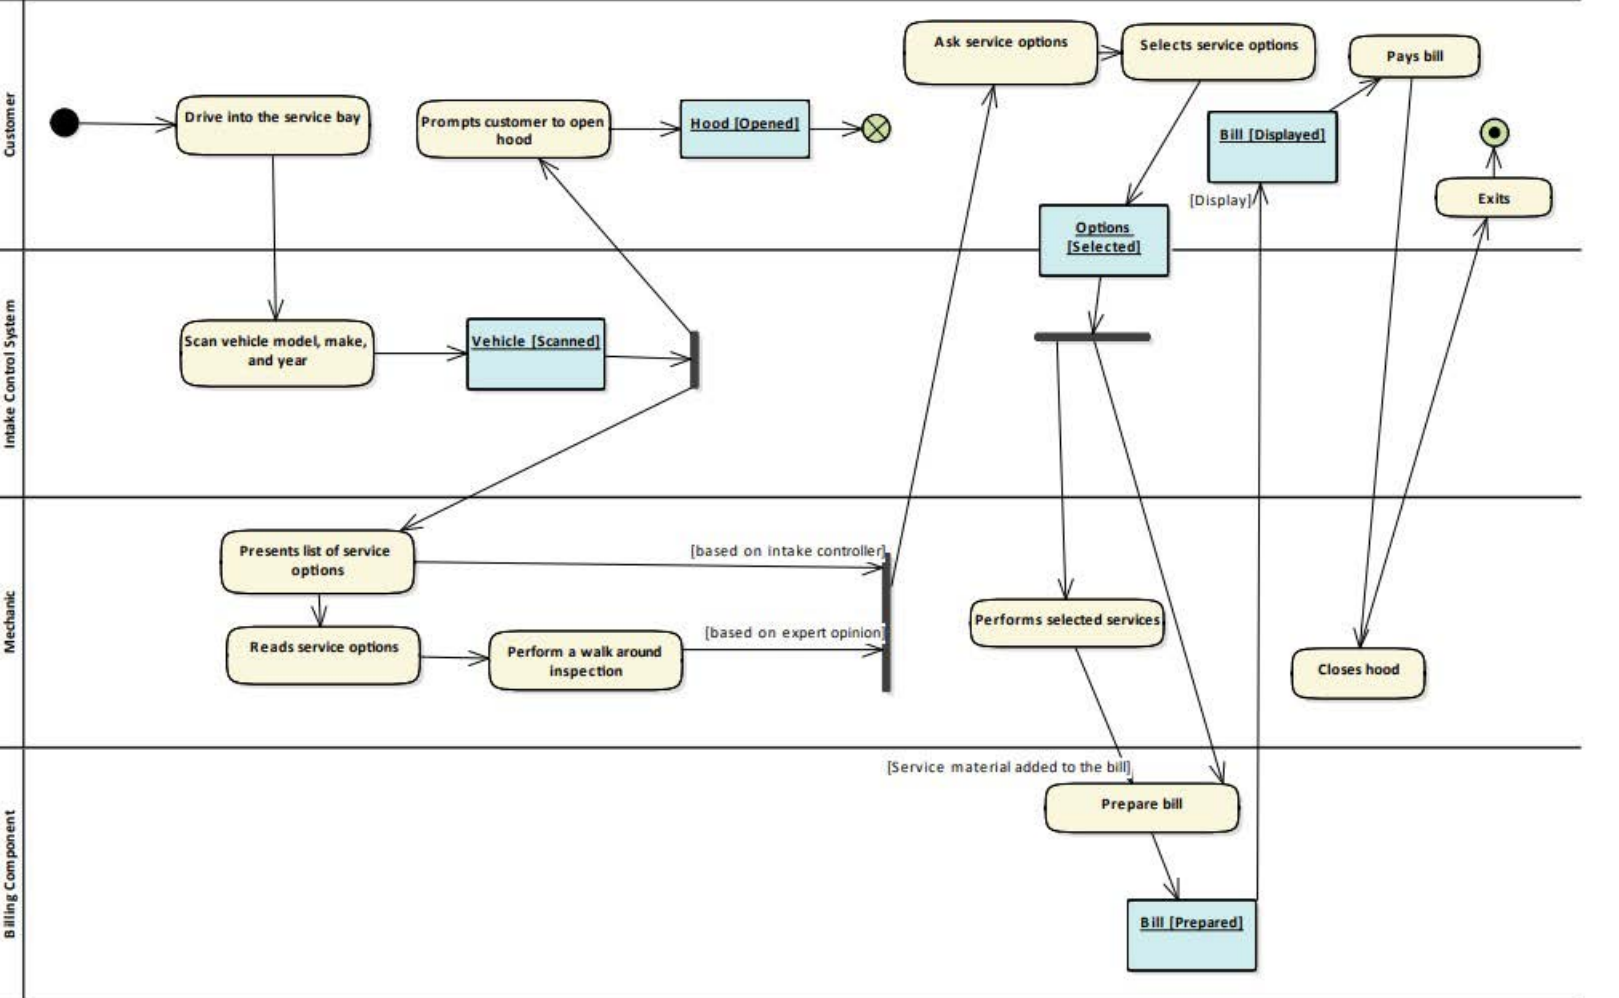 Customer
Drive into the service bay
Prompts customer to open
hood
Hood [Opened]
Ask service options
Selects service options
Pays bill
Bill [Displayed]
[Display]
Exits
Options
[Selected]
Intake Control System
Scan vehicle model, make,
and year
Vehicle [Scanned]
Mechanic
Presents list of service
options
[based on intake controller]
Reads service options
Perform a walk around
inspection
[based on expert opinion]
Performs selected services
Closes hood
Billing Component
[Service material added to the bill]
Prepare bill
Bill [Prepared]